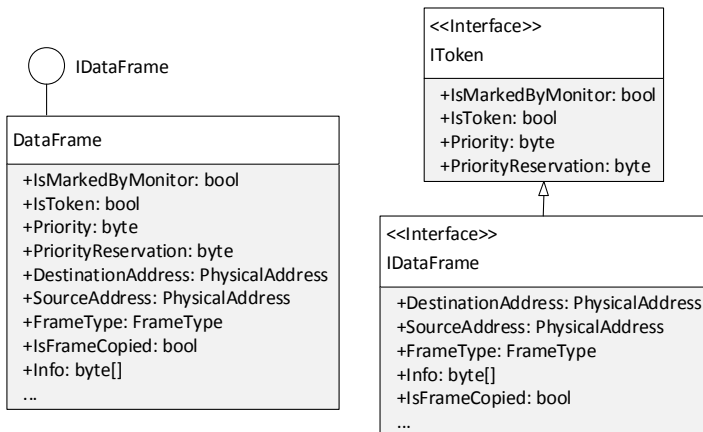 IDataFrame
DataFrame
+IsMarkedByMonitor: bool
+IsToken: bool
+Priority: byte
+PriorityReservation: byte
+DestinationAddress: PhysicalAddress
+SourceAddress: PhysicalAddress
+FrameType: FrameType
+IsFrameCopied: bool
+Info: byte[]
...
<<Interface>>
IToken
+IsMarkedByMonitor: bool
+IsToken: bool
+Priority: byte
+PriorityReservation: byte
<<Interface>>
IDataFrame
+DestinationAddress: PhysicalAddress
+SourceAddress: PhysicalAddress
+FrameType: FrameType
+Info: byte[]
+IsFrameCopied: bool
...